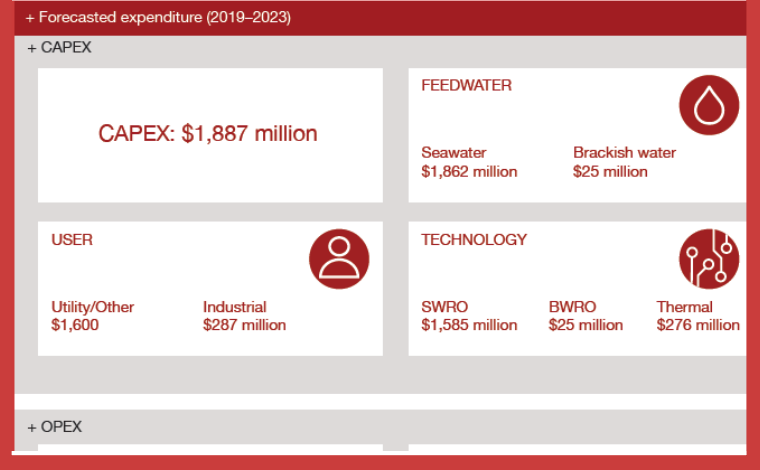 + Forecasted expenditure (2019–2023)
+ CAPEX
CAPEX: $1,887 million
FEEDWATER
Seawater
$1,862 million
Brackish water
$25 million
USER
Utility/Other
$1,600
Industrial
$287 million
TECHNOLOGY
SWRO
$1,585 million
BWRO
$25 million
Thermal
$276 million
+ OPEX